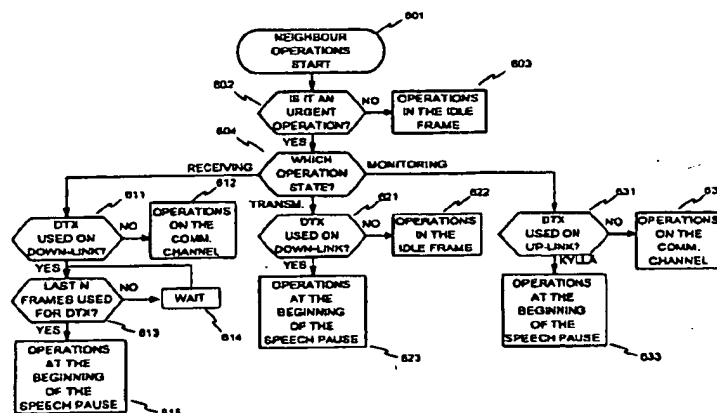 601
NEIGHBOUR
OPERATIONS
START
602
603
IS IT AN
URGENT
OPERATION?
NO
OPERATIONS
IN THE IDLE
FRAME
YES
604
WHICH
OPERATION
STATE?
RECEIVING
MONITORING
TRANSM.
611
612
621
622
631
DTX
USED ON
DOWN-LINK?
NO
OPERATIONS
ON THE
COMM.
CHANNEL
DTX
USED ON
DOWN-LINK?
NO
OPERATIONS
IN THE
IDLE FRAME
DTX
USED ON
UP-LINK?
NO
OPERATIONS
ON THE
COMM.
CHANNEL
YES
YES
KYLLA
LAST N
FRAMES USED
FOR DTX?
NO
WAIT
613
614
YES
OPERATIONS
AT THE
BEGINNING
OF THE
SPEECH PAUSE
623
OPERATIONS
AT THE
BEGINNING
OF THE
SPEECH PAUSE
633
OPERATIONS
AT THE
BEGINNING
OF THE
SPEECH PAUSE